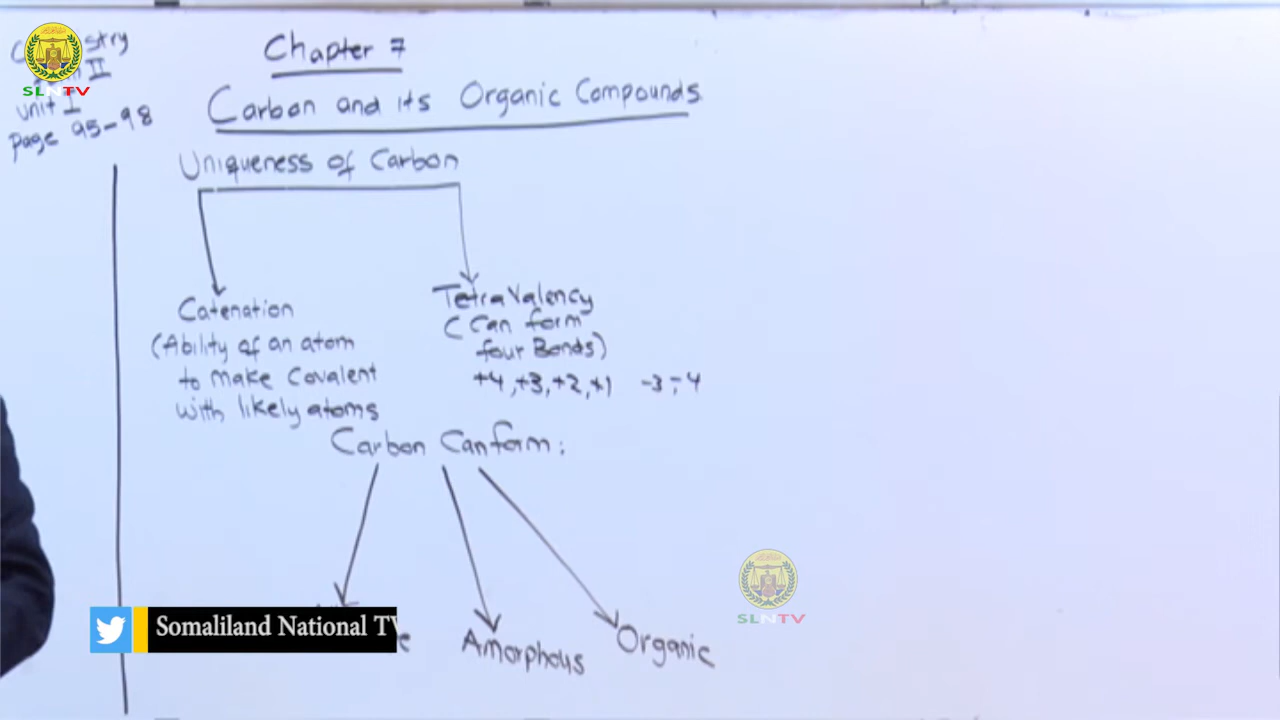 stry
II
SLNTV
unit I
page 95-98
Chapter 7
Carbon and its Organic Compounds
Uniqueness of Carbon
Catenation
(Ability of an atom
to make covalent
with likely atoms
Tetra Valency
(Can form
four Bonds)
+4, +3, +2, +1 -3, -4
Carbon Can form:
Amorphous
Organic
SLNTV
Somaliland National TV